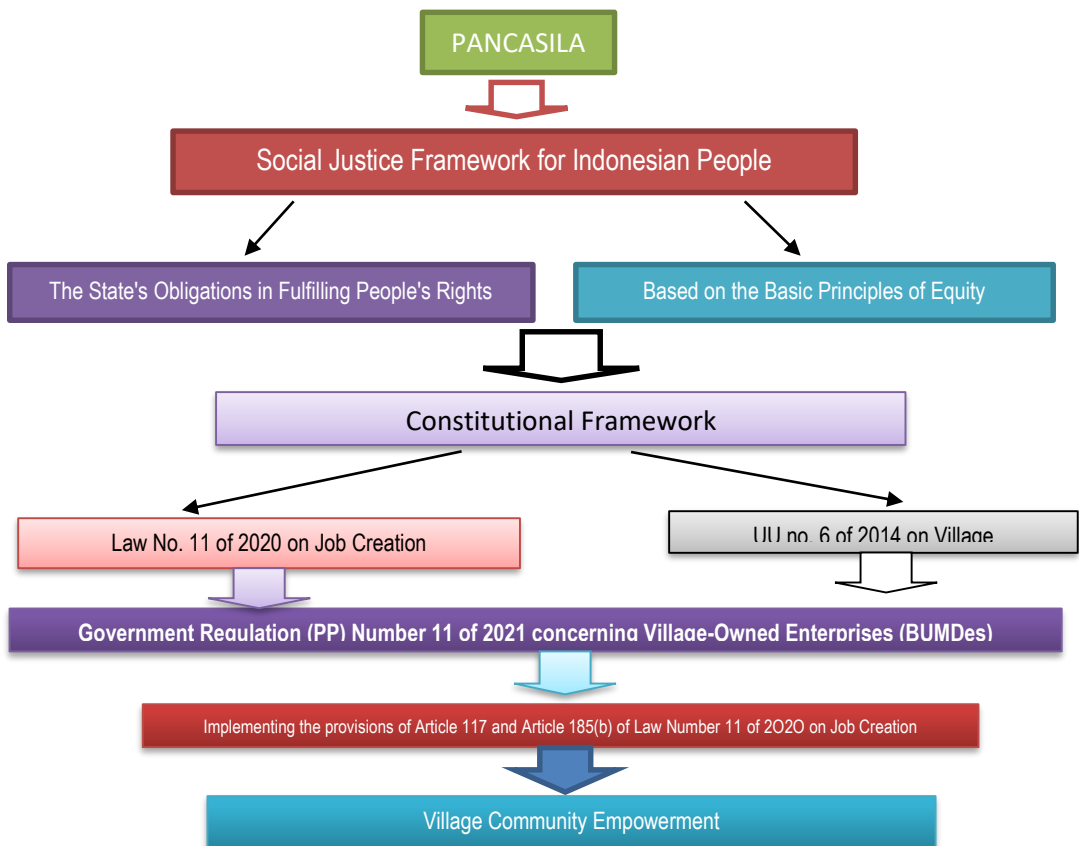 PANCASILA
Social Justice Framework for Indonesian People
The State's Obligations in Fulfilling People's Rights
Based on the Basic Principles of Equity
Constitutional Framework
Law No. 11 of 2020 on Job Creation
UU no. 6 of 2014 on Village
Government Regulation (PP) Number 11 of 2021 concerning Village-Owned Enterprises (BUMDes)
Implementing the provisions of Article 117 and Article 185(b) of Law Number 11 of 2O2O on Job Creation
Village Community Empowerment